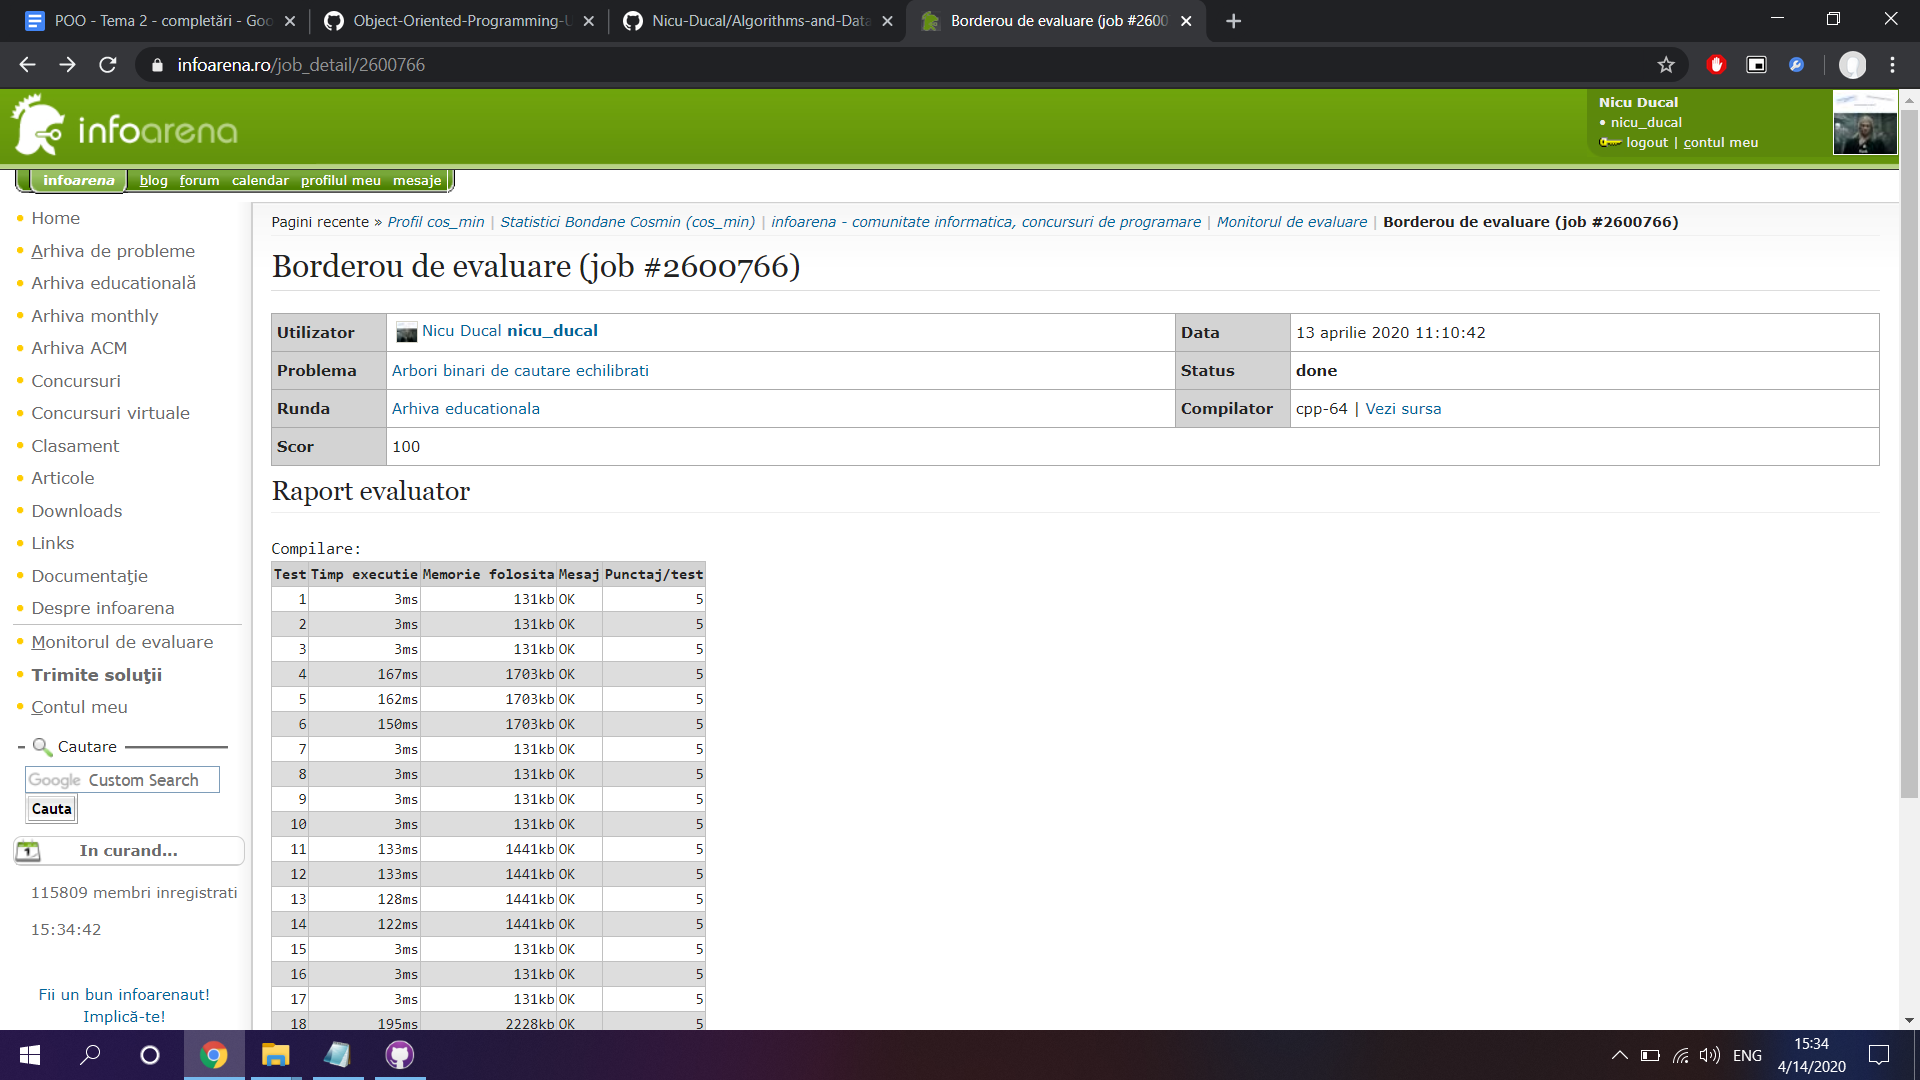 POO - Tema 2 - completări - Goo
Object-Oriented-Programming-U
Nicu-Ducal/Algorithms-and-Data
Borderou de evaluare (job #2600
infoarena.ro/job_detail/2600766
infoarena
Nicu Ducal
• nicu_ducal
logout | contul meu
infoarena blog forum calendar profilul meu mesaje
Home
Arhiva de probleme
Arhiva educatională
Arhiva monthly
Arhiva ACM
Concursuri
Concursuri virtuale
Clasament
Articole
Downloads
Links
Documentaţie
Despre infoarena
Monitorul de evaluare
Trimite soluţii
Contul meu
Cautare
Google Custom Search
Cauta
1 In curand...
115809 membri inregistrati
15:34:42
Fii un bun infoarenaut!
Implică-te!
Pagini recente » Profil cos_min | Statistici Bondane Cosmin (cos_min) | infoarena - comunitate informatica, concursuri de programare | Monitorul de evaluare | Borderou de evaluare (job #2600766)
Borderou de evaluare (job #2600766)
Utilizator Nicu Ducal nicu_ducal Data 13 aprilie 2020 11:10:42
Problema Arbori binari de cautare echilibrati Status done
Runda Arhiva educationala Compilator cpp-64 | Vezi sursa
Scor 100
Raport evaluator
Compilare:
Test Timp executie Memorie folosita Mesaj Punctaj/test
1 3ms 131kb OK 5
2 3ms 131kb OK 5
3 3ms 131kb OK 5
4 167ms 1703kb OK 5
5 162ms 1703kb OK 5
6 150ms 1703kb OK 5
7 3ms 131kb OK 5
8 3ms 131kb OK 5
9 3ms 131kb OK 5
10 3ms 131kb OK 5
11 133ms 1441kb OK 5
12 133ms 1441kb OK 5
13 128ms 1441kb OK 5
14 122ms 1441kb OK 5
15 3ms 131kb OK 5
16 3ms 131kb OK 5
17 3ms 131kb OK 5
18 195ms 2228kb OK 5
ENG
15:34
4/14/2020